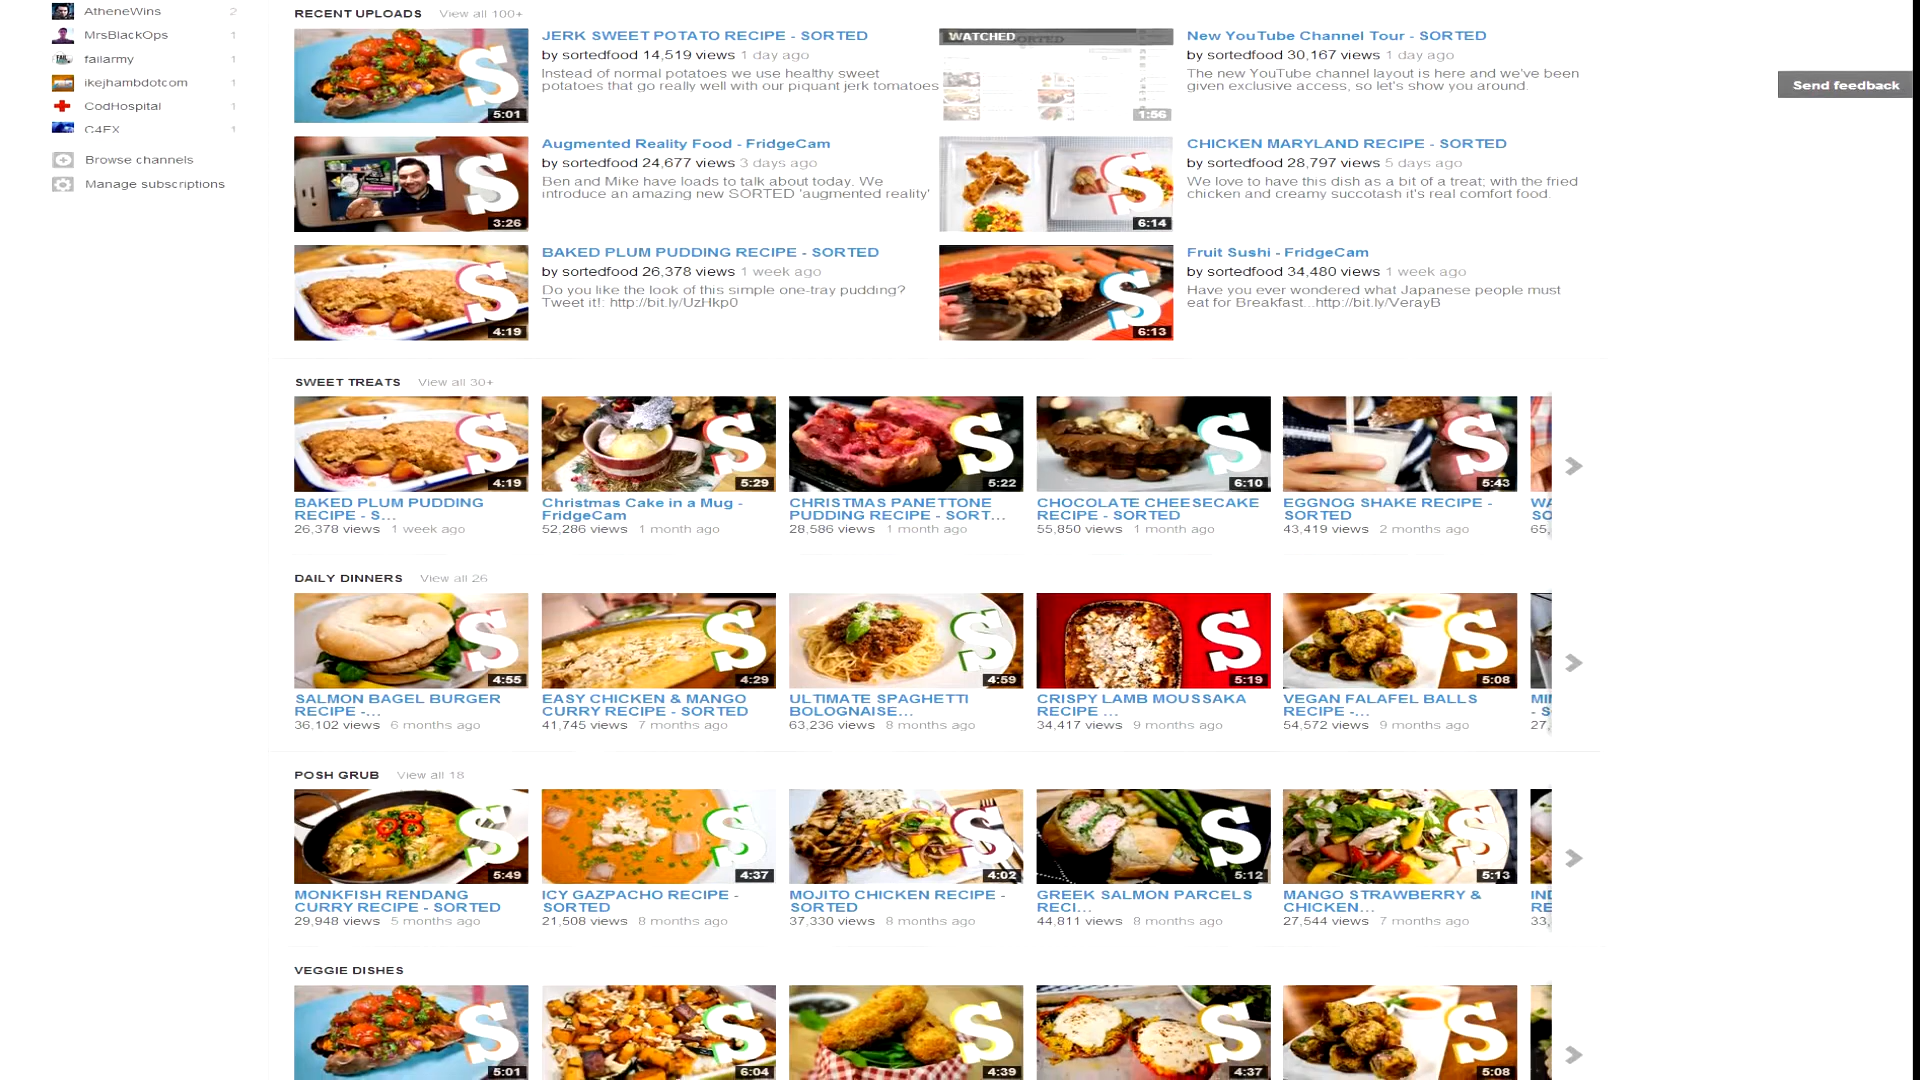 AtheneWins 2
MrsBlackOps 1
failarmy 1
ikejhambdotcom 1
CodHospital 1
C4EX 1
Browse channels
Manage subscriptions
RECENT UPLOADS View all 100+
5:01
JERK SWEET POTATO RECIPE - SORTED
by sortedfood 14,519 views 1 day ago
Instead of normal potatoes we use healthy sweet
potatoes that go really well with our piquant jerk tomatoes
WATCHED
1:56
New YouTube Channel Tour - SORTED
by sortedfood 30,167 views 1 day ago
The new YouTube channel layout is here and we've been
given exclusive access, so let's show you around.
Send feedback
S
3:26
Augmented Reality Food - FridgeCam
by sortedfood 24,677 views 3 days ago
Ben and Mike have loads to talk about today. We
introduce an amazing new SORTED 'augmented reality'
S
6:14
CHICKEN MARYLAND RECIPE - SORTED
by sortedfood 28,797 views 5 days ago
We love to have this dish as a bit of a treat; with the fried
chicken and creamy succotash it's real comfort food.
S
4:19
BAKED PLUM PUDDING RECIPE - SORTED
by sortedfood 26,378 views 1 week ago
Do you like the look of this simple one-tray pudding?
Tweet it!: http://bit.ly/UzHkp0
S
6:13
Fruit Sushi - FridgeCam
by sortedfood 34,480 views 1 week ago
Have you ever wondered what Japanese people must
eat for Breakfast...http://bit.ly/VerayB
SWEET TREATS View all 30+
S S S S S
4:19 5:29 5:22 6:10 5:43
BAKED PLUM PUDDING
RECIPE - S...
26,378 views 1 week ago
Christmas Cake in a Mug -
FridgeCam
52,286 views 1 month ago
CHRISTMAS PANETTONE
PUDDING RECIPE - SORT...
28,586 views 1 month ago
CHOCOLATE CHEESECAKE
RECIPE - SORTED
55,850 views 1 month ago
EGGNOG SHAKE RECIPE -
SORTED
43,419 views 2 months ago
WA
SO
65,
DAILY DINNERS View all 26
S S S S S
4:55 4:29 4:59 5:19 5:08
SALMON BAGEL BURGER
RECIPE -...
36,102 views 6 months ago
EASY CHICKEN & MANGO
CURRY RECIPE - SORTED
41,745 views 7 months ago
ULTIMATE SPAGHETTI
BOLOGNAISE...
63,236 views 8 months ago
CRISPY LAMB MOUSSAKA
RECIPE ...
34,417 views 9 months ago
VEGAN FALAFEL BALLS
RECIPE -...
54,572 views 9 months ago
- S
27,
POSH GRUB View all 18
S S S S S
5:49 4:37 4:02 5:12 5:13
MONKFISH RENDANG
CURRY RECIPE - SORTED
29,948 views 5 months ago
ICY GAZPACHO RECIPE -
SORTED
21,508 views 8 months ago
MOJITO CHICKEN RECIPE -
SORTED
37,330 views 8 months ago
GREEK SALMON PARCELS
RECI...
44,811 views 8 months ago
MANGO STRAWBERRY &
CHICKEN...
27,544 views 7 months ago
IND
RE
33,
VEGGIE DISHES
S S S S S
5:01 6:04 4:39 4:37 5:08